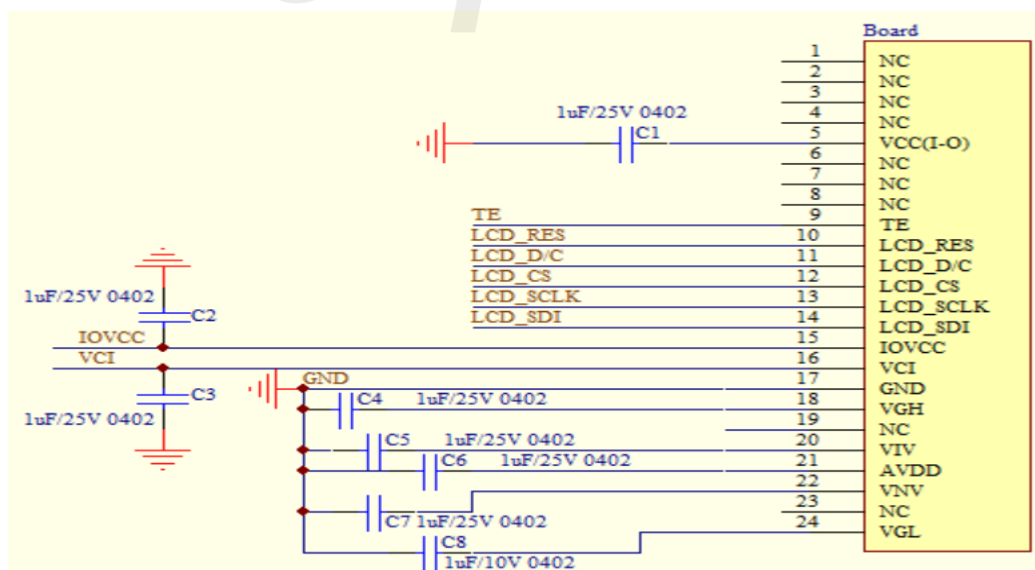 Board
1 NC
2 NC
3 NC
4 NC
1uF/25V 0402
C1
5 VCC(I-O)
6 NC
7 NC
8 NC
TE 9 TE
LCD_RES 10 LCD_RES
LCD_D/C 11 LCD_D/C
LCD_CS 12 LCD_CS
LCD_SCLK 13 LCD_SCLK
LCD_SDI 14 LCD_SDI
1uF/25V 0402
C2
IOVCC 15 IOVCC
VCI 16 VCI
C3
1uF/25V 0402
GND 17 GND
C4 1uF/25V 0402 18 VGH
19 NC
C5 1uF/25V 0402 20 VIV
C6 1uF/25V 0402 21 AVDD
22 VNV
C7 1uF/25V 0402
23 NC
24 VGL
C8
1uF/10V 0402